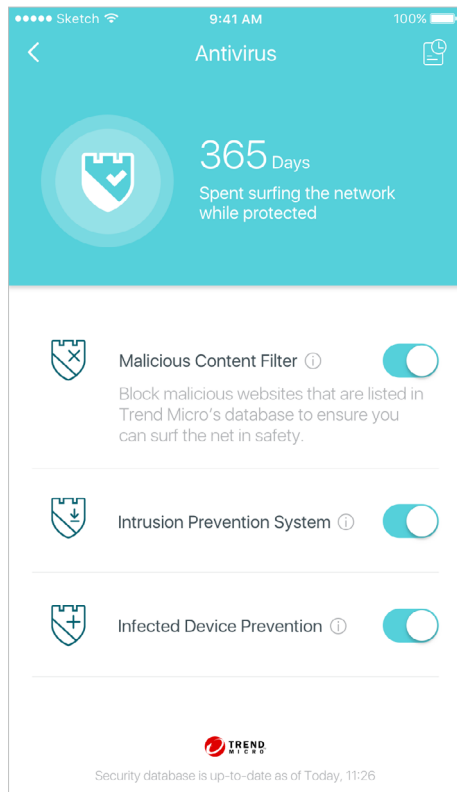 Sketch 9:41 AM 100%
Antivirus
365 Days
Spent surfing the network
while protected
Malicious Content Filter
Block malicious websites that are listed in
Trend Micro's database to ensure you
can surf the net in safety.
Intrusion Prevention System
Infected Device Prevention
TREND
MICRO
Security database is up-to-date as of Today, 11:26